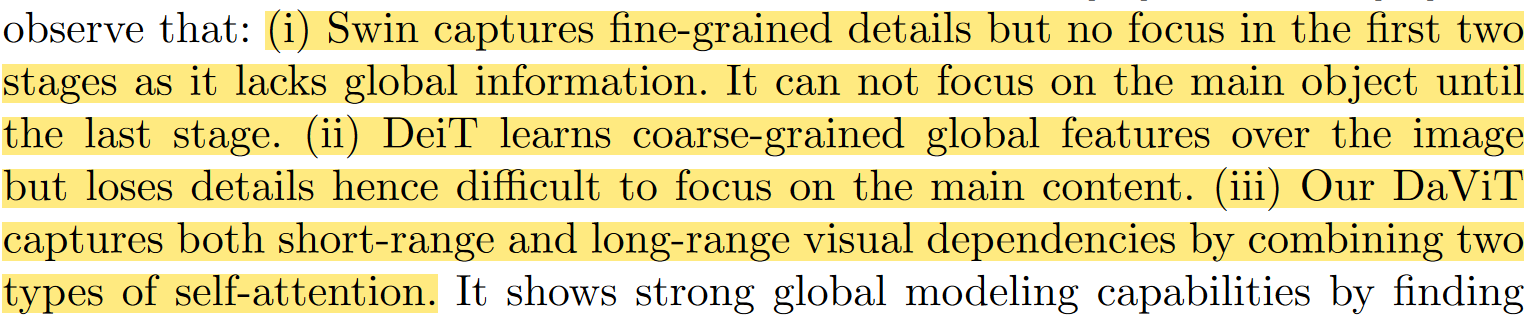 observe that: (i) Swin captures fine-grained details but no focus in the first two
stages as it lacks global information. It can not focus on the main object until
the last stage. (ii) DeiT learns coarse-grained global features over the image
but loses details hence difficult to focus on the main content. (iii) Our DaViT
captures both short-range and long-range visual dependencies by combining two
types of self-attention. It shows strong global modeling capabilities by finding